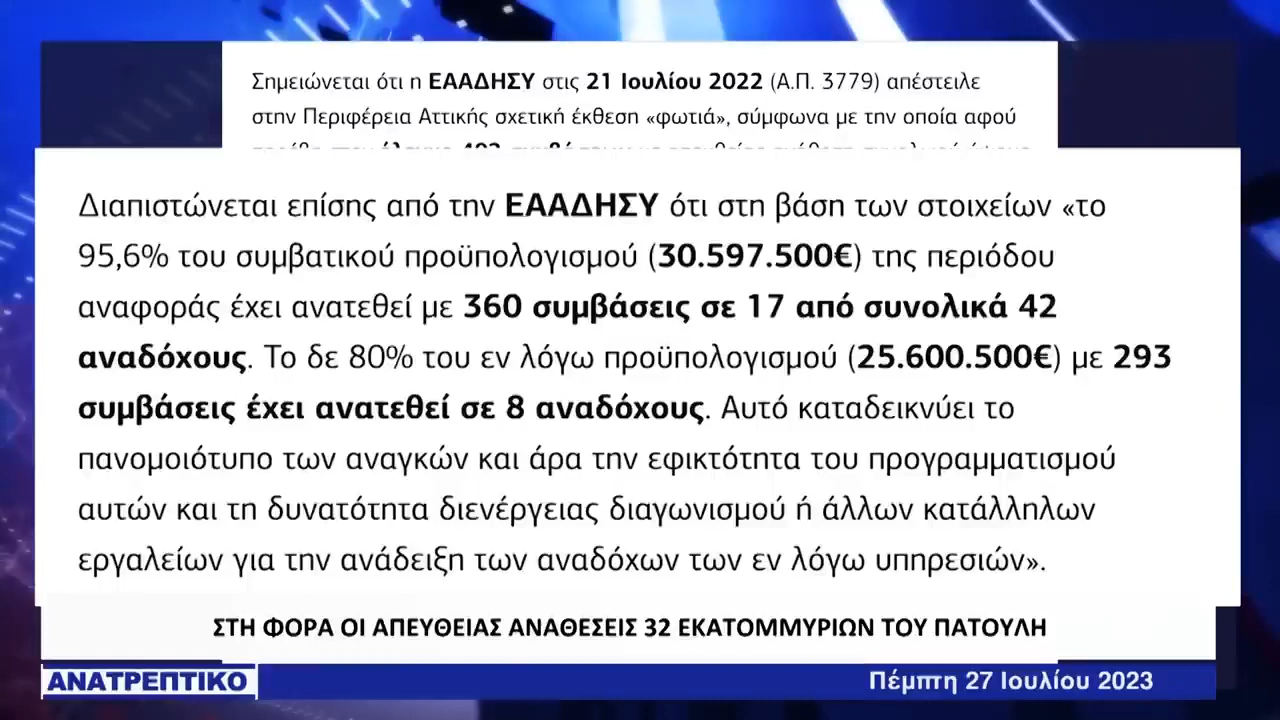 Σημειώνεται ότι η ΕΑΑΔΗΣΥ στις 21 Ιουλίου 2022 (Α.Π. 3779) απέστειλε
στην Περιφέρεια Αττικής σχετική έκθεση «φωτιά», σύμφωνα με την οποία αφού
Διαπιστώνεται επίσης από την ΕΑΑΔΗΣΥ ότι στη βάση των στοιχείων «το
95,6% του συμβατικού προϋπολογισμού (30.597.500€) της περιόδου
αναφοράς έχει ανατεθεί με 360 συμβάσεις σε 17 από συνολικά 42
αναδόχους. Το δε 80% του εν λόγω προϋπολογισμού (25.600.500€) με 293
συμβάσεις έχει ανατεθεί σε 8 αναδόχους. Αυτό καταδεικνύει το
πανομοιότυπο των αναγκών και άρα την εφικτότητα του προγραμματισμού
αυτών και τη δυνατότητα διενέργειας διαγωνισμού ή άλλων κατάλληλων
εργαλείων για την ανάδειξη των αναδόχων των εν λόγω υπηρεσιών».
ΣΤΗ ΦΟΡΑ ΟΙ ΑΠΕΥΘΕΙΑΣ ΑΝΑΘΕΣΕΙΣ 32 ΕΚΑΤΟΜΜΥΡΙΩΝ ΤΟΥ ΠΑΤΟΥΛΗ
ΑΝΑΤΡΕΠΤΙΚΟ
Πέμπτη 27 Ιουλίου 2023